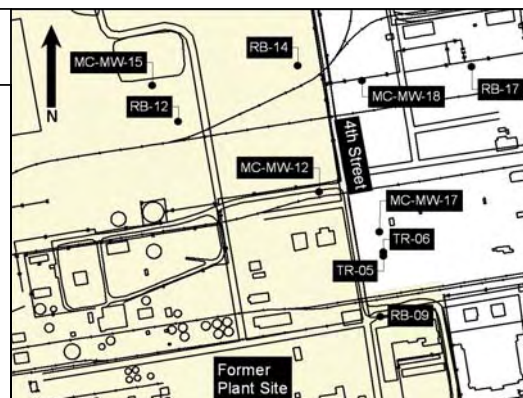 RB-14
MC-MW-15
RB-12
N
MC-MW-18
RB-17
4th Street
MC-MW-12
MC-MW-17
TR-06
TR-05
RB-09
Former
Plant Site